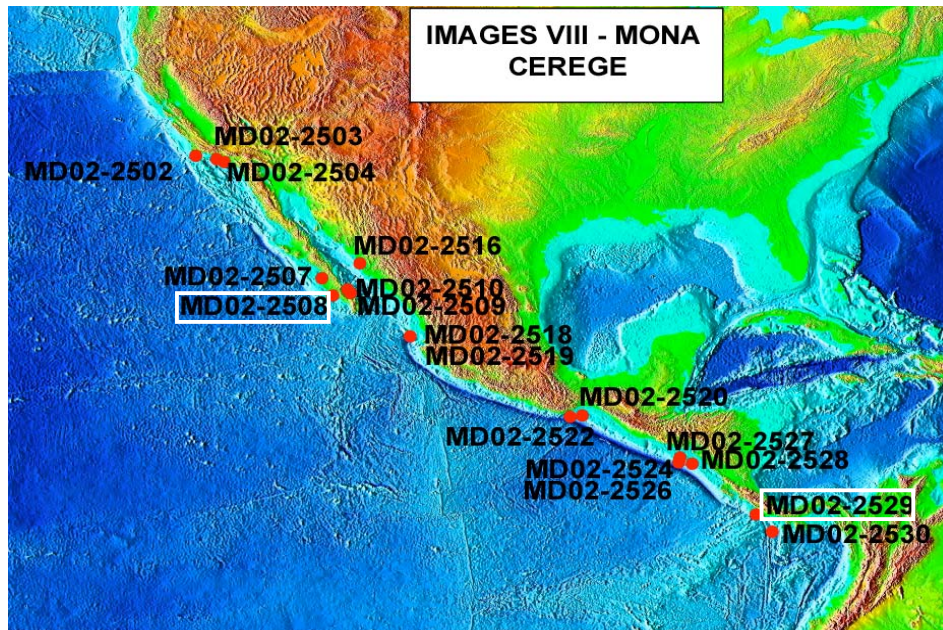 IMAGES VIII - MONA
CEREGE
MD02-2503
MD02-2502
MD02-2504
MD02-2516
MD02-2507
MD02-2510
MD02-2508
MD02-2509
MD02-2518
MD02-2519
MD02-2520
MD02-2522
MD02-2527
MD02-2528
MD02-2524
MD02-2526
MD02-2529
MD02-2530